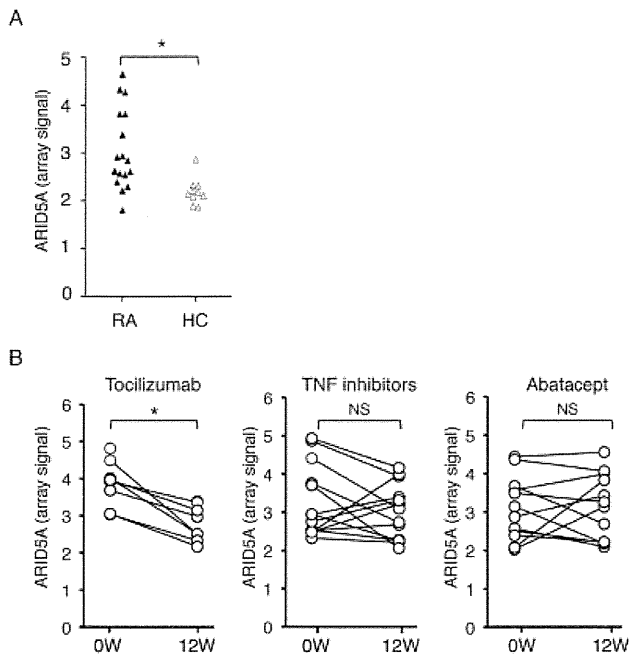 A
*
ARID5A (array signal)
5
4
3
2
1
0
RA HC
B
Tocilizumab TNF inhibitors Abatacept
* NS NS
ARID5A (array signal) ARID5A (array signal) ARID5A (array signal)
6 6 6
5 5 5
4 4 4
3 3 3
2 2 2
1 1 1
0 0 0
0W 12W 0W 12W 0W 12W